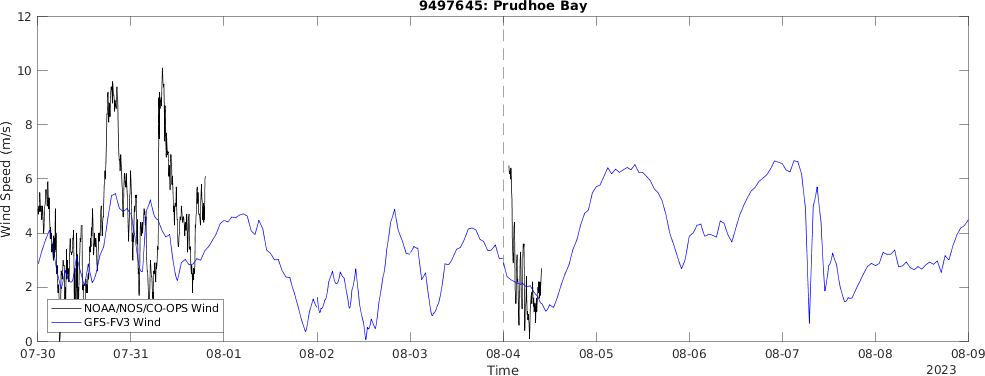 9497645: Prudhoe Bay
Wind Speed (m/s)
12
10
8
6
4
2
0
NOAA/NOS/CO-OPS Wind
GFS-FV3 Wind
07-30 07-31 08-01 08-02 08-03 08-04 08-05 08-06 08-07 08-08 08-09
Time
2023